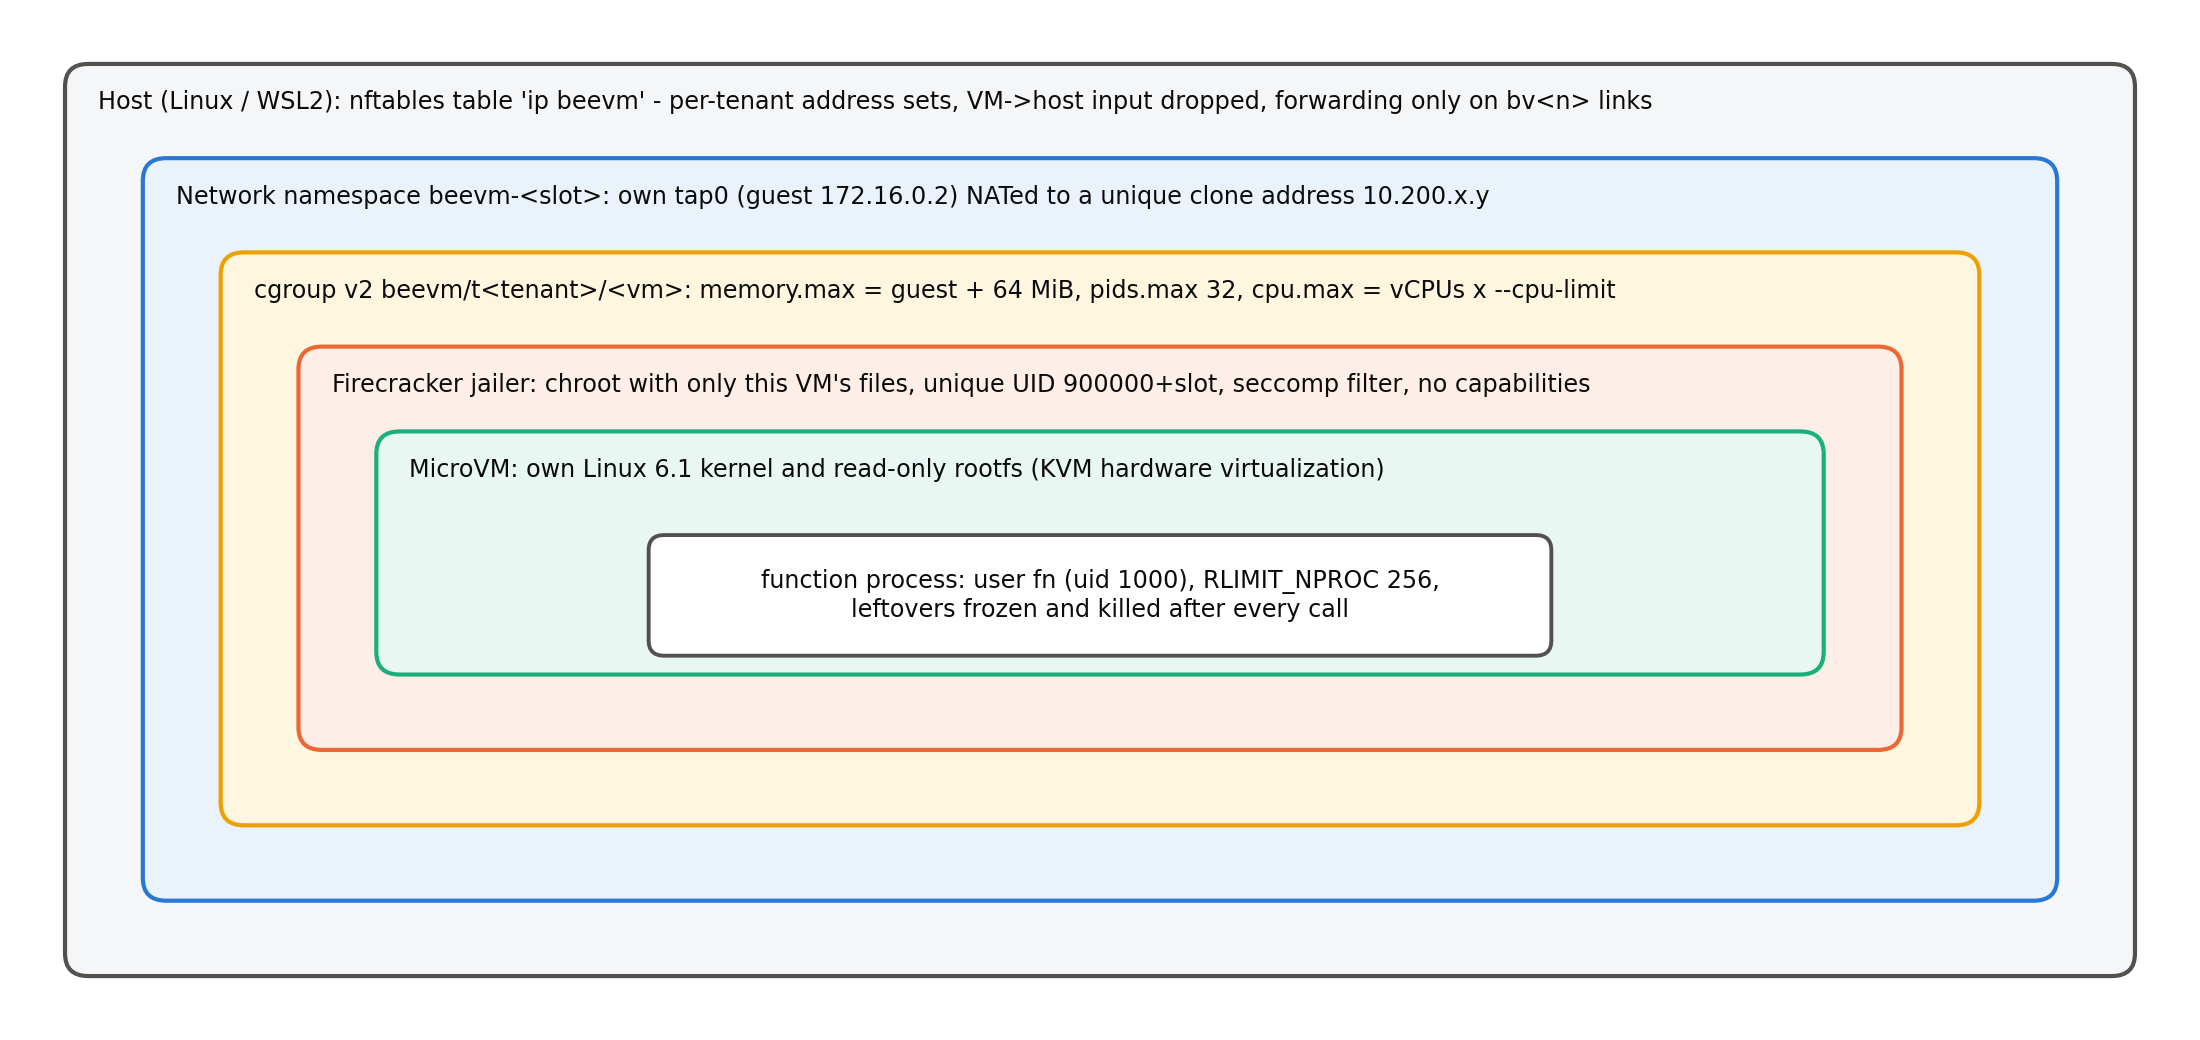 Host (Linux / WSL2): nftables table 'ip beevm' - per-tenant address sets, VM->host input dropped, forwarding only on bv<n> links
Network namespace beevm-<slot>: own tap0 (guest 172.16.0.2) NATed to a unique clone address 10.200.x.y
cgroup v2 beevm/t<tenant>/<vm>: memory.max = guest + 64 MiB, pids.max 32, cpu.max = vCPUs x --cpu-limit
Firecracker jailer: chroot with only this VM's files, unique UID 900000+slot, seccomp filter, no capabilities
MicroVM: own Linux 6.1 kernel and read-only rootfs (KVM hardware virtualization)
function process: user fn (uid 1000), RLIMIT_NPROC 256,
leftovers frozen and killed after every call